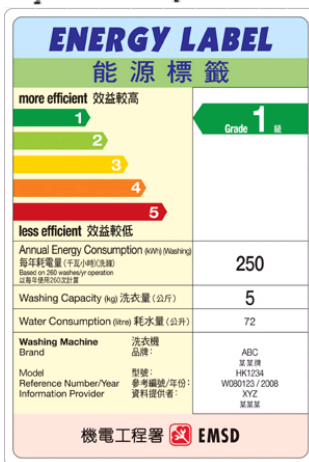 ENERGY LABEL
能源標籤
more efficient 效益較高
1
2
3
4
5
less efficient 效益較低
Grade 1 級
Annual Energy Consumption (kWh) (Washing)
每年耗電量 (千瓦小時)(洗滌)
Based on 260 washes/yr operation
以每年使用260次計算
250
Washing Capacity (kg) 洗衣量 (公斤)
5
Water Consumption (litre) 耗水量 (公升)
72
Washing Machine 洗衣機
Brand 品牌: ABC
某某牌
Model 型號: HK1234
Reference Number/Year 參考編號/年份: W080123 / 2008
Information Provider 資料提供者: XYZ
某某某
機電工程署 EMSD